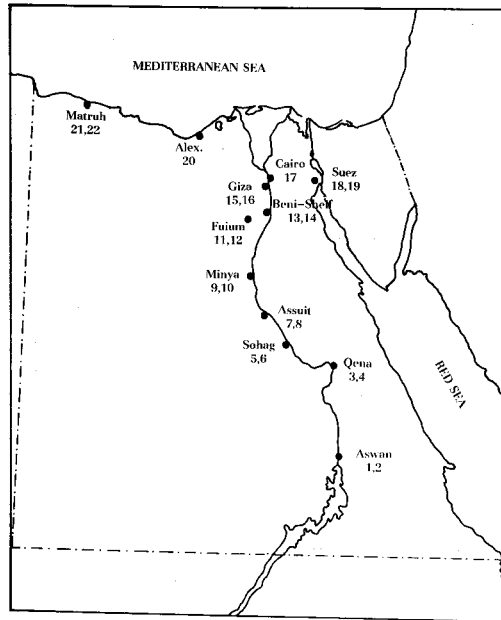 MEDITERRANEAN SEA
Matruh
21,22
Alex.
20
Cairo
17
Suez
18,19
Giza
15,16
Beni-Sueff
13,14
Fuium
11,12
Minya
9,10
Assuit
7,8
Sohag
5,6
Qena
3,4
RED SEA
Aswan
1,2